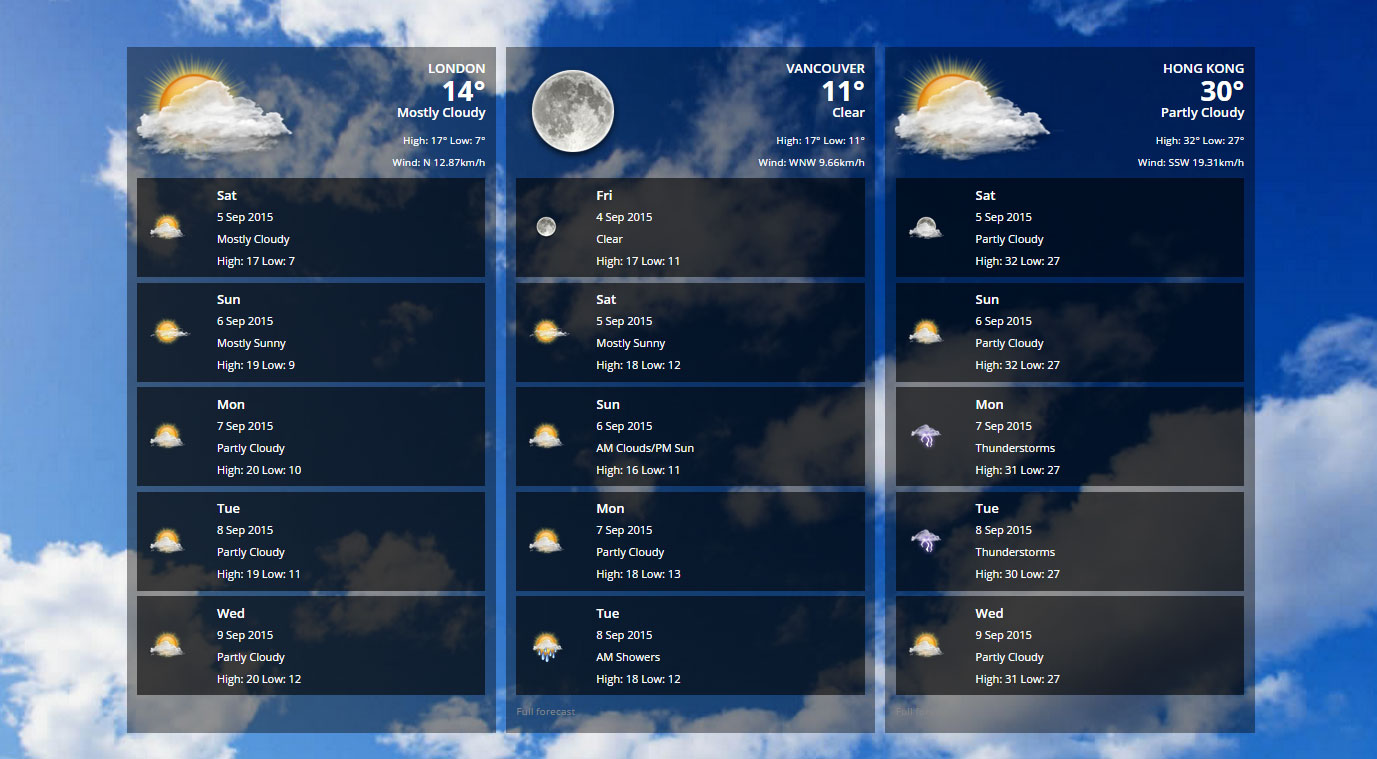 LONDON
14°
Mostly Cloudy
High: 17° Low: 7°
Wind: N 12.87km/h
Sat
5 Sep 2015
Mostly Cloudy
High: 17 Low: 7
Sun
6 Sep 2015
Mostly Sunny
High: 19 Low: 9
Mon
7 Sep 2015
Partly Cloudy
High: 20 Low: 10
Tue
8 Sep 2015
Partly Cloudy
High: 19 Low: 11
Wed
9 Sep 2015
Partly Cloudy
High: 20 Low: 12
VANCOUVER
11°
Clear
High: 17° Low: 11°
Wind: WNW 9.66km/h
Fri
4 Sep 2015
Clear
High: 17 Low: 11
Sat
5 Sep 2015
Mostly Sunny
High: 18 Low: 12
Sun
6 Sep 2015
AM Clouds/PM Sun
High: 16 Low: 11
Mon
7 Sep 2015
Partly Cloudy
High: 18 Low: 13
Tue
8 Sep 2015
AM Showers
High: 18 Low: 12
Full forecast
HONG KONG
30°
Partly Cloudy
High: 32° Low: 27°
Wind: SSW 19.31km/h
Sat
5 Sep 2015
Partly Cloudy
High: 32 Low: 27
Sun
6 Sep 2015
Partly Cloudy
High: 32 Low: 27
Mon
7 Sep 2015
Thunderstorms
High: 31 Low: 27
Tue
8 Sep 2015
Thunderstorms
High: 30 Low: 27
Wed
9 Sep 2015
Partly Cloudy
High: 31 Low: 27
Full